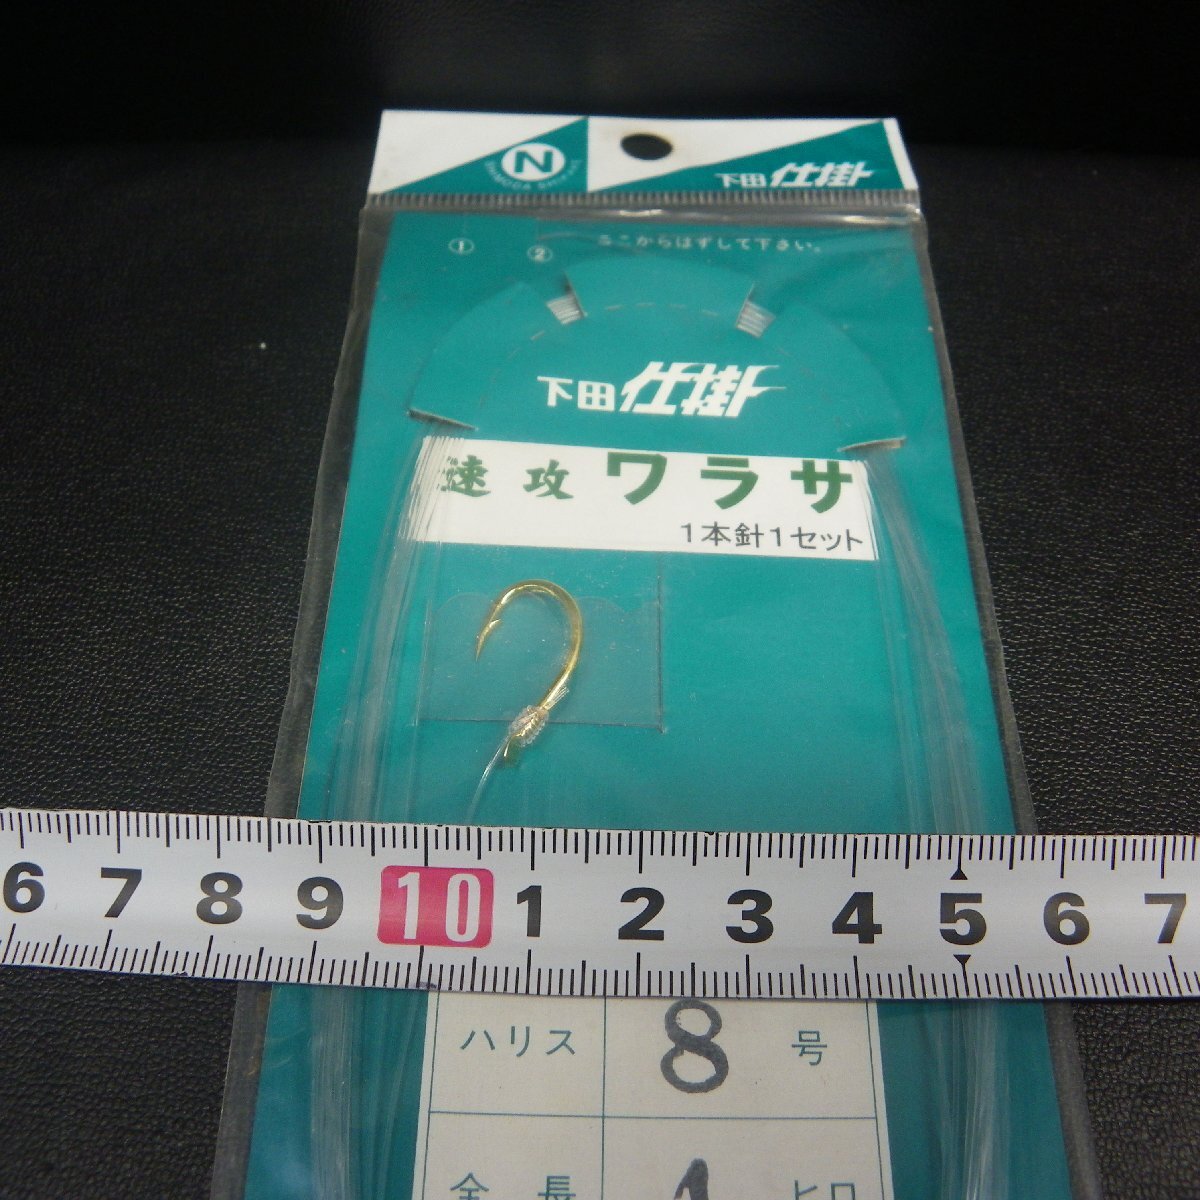 N
下田仕掛
① ② ここからはずして下さい。
下田仕掛
速攻ワラサ
1本針1セット
6 7 8 9 10 1 2 3 4 5 6 7
ハリス 8 号
全長 ヒロ